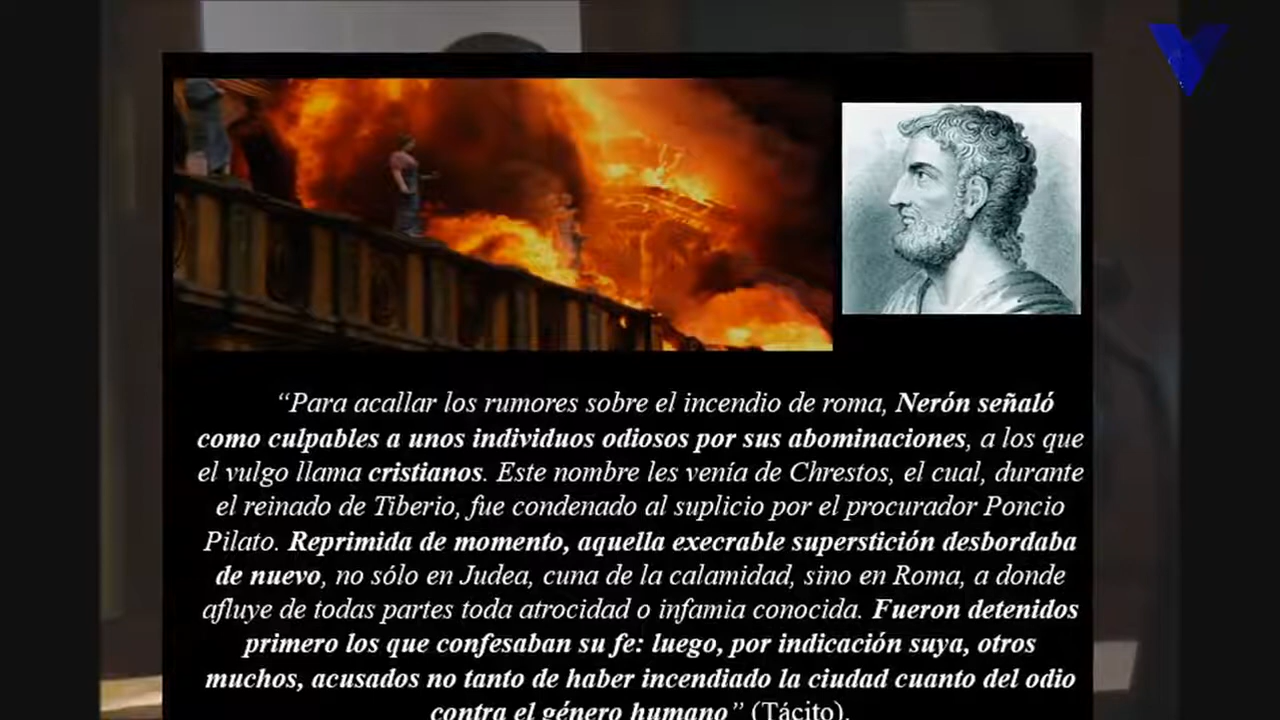 “Para acallar los rumores sobre el incendio de roma, Nerón señaló
como culpables a unos individuos odiosos por sus abominaciones, a los que
el vulgo llama cristianos. Este nombre les venía de Chrestos, el cual, durante
el reinado de Tiberio, fue condenado al suplicio por el procurador Poncio
Pilato. Reprimida de momento, aquella execrable superstición desbordaba
de nuevo, no sólo en Judea, cuna de la calamidad, sino en Roma, a donde
afluye de todas partes toda atrocidad o infamia conocida. Fueron detenidos
primero los que confesaban su fe: luego, por indicación suya, otros
muchos, acusados no tanto de haber incendiado la ciudad cuanto del odio
contra el género humano” (Tácito).